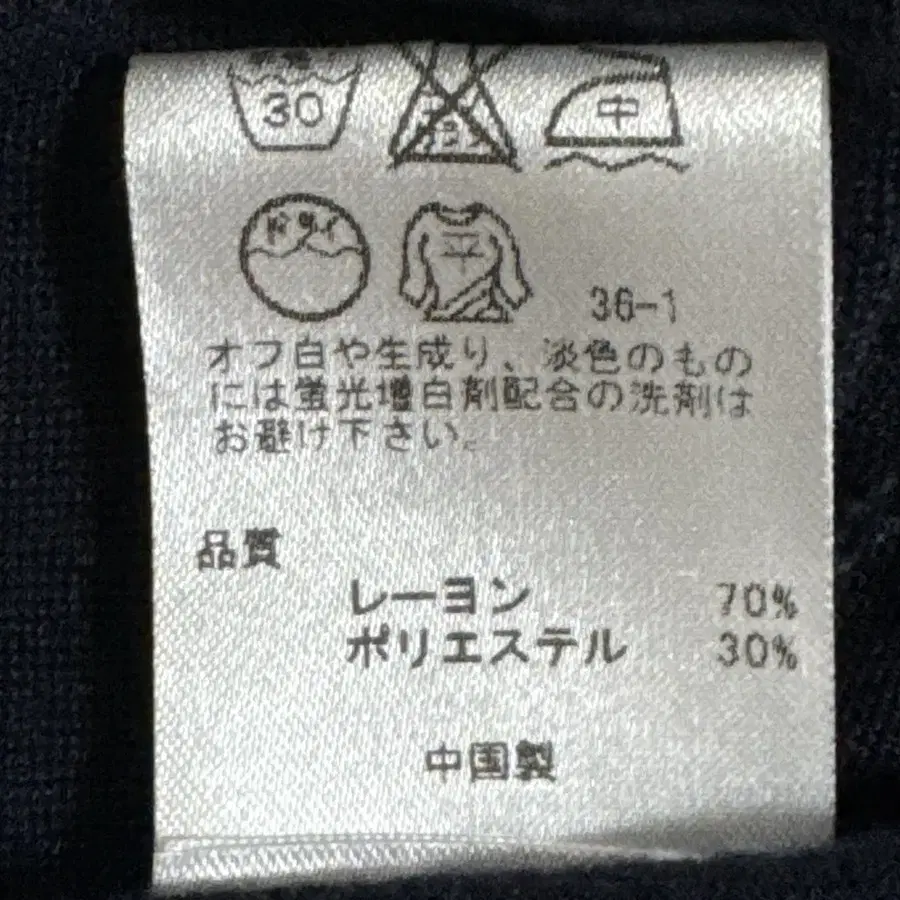 30
中
ドライ
平
36-1
オフ白や生成り、淡色のもの
には蛍光増白剤配合の洗剤は
お避け下さい。
品質
レーヨン 70%
ポリエステル 30%
中国製